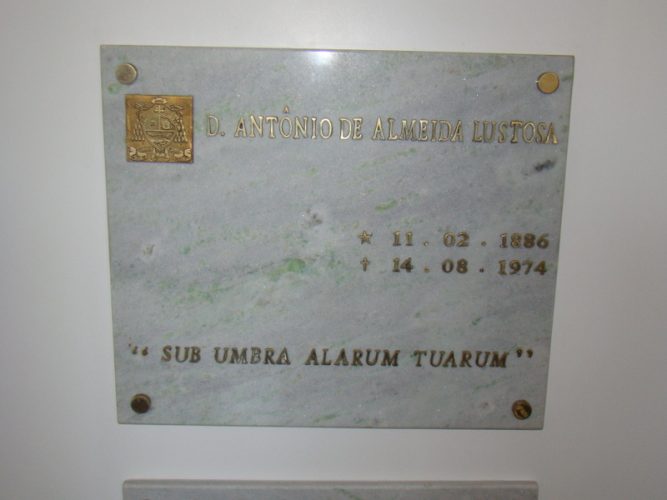 D. ANTÔNIO DE ALMEIDA LUSTOSA
☆ 11 . 02 . 1886
† 14 . 08 . 1974
“ SUB UMBRA ALARUM TUARUM ”